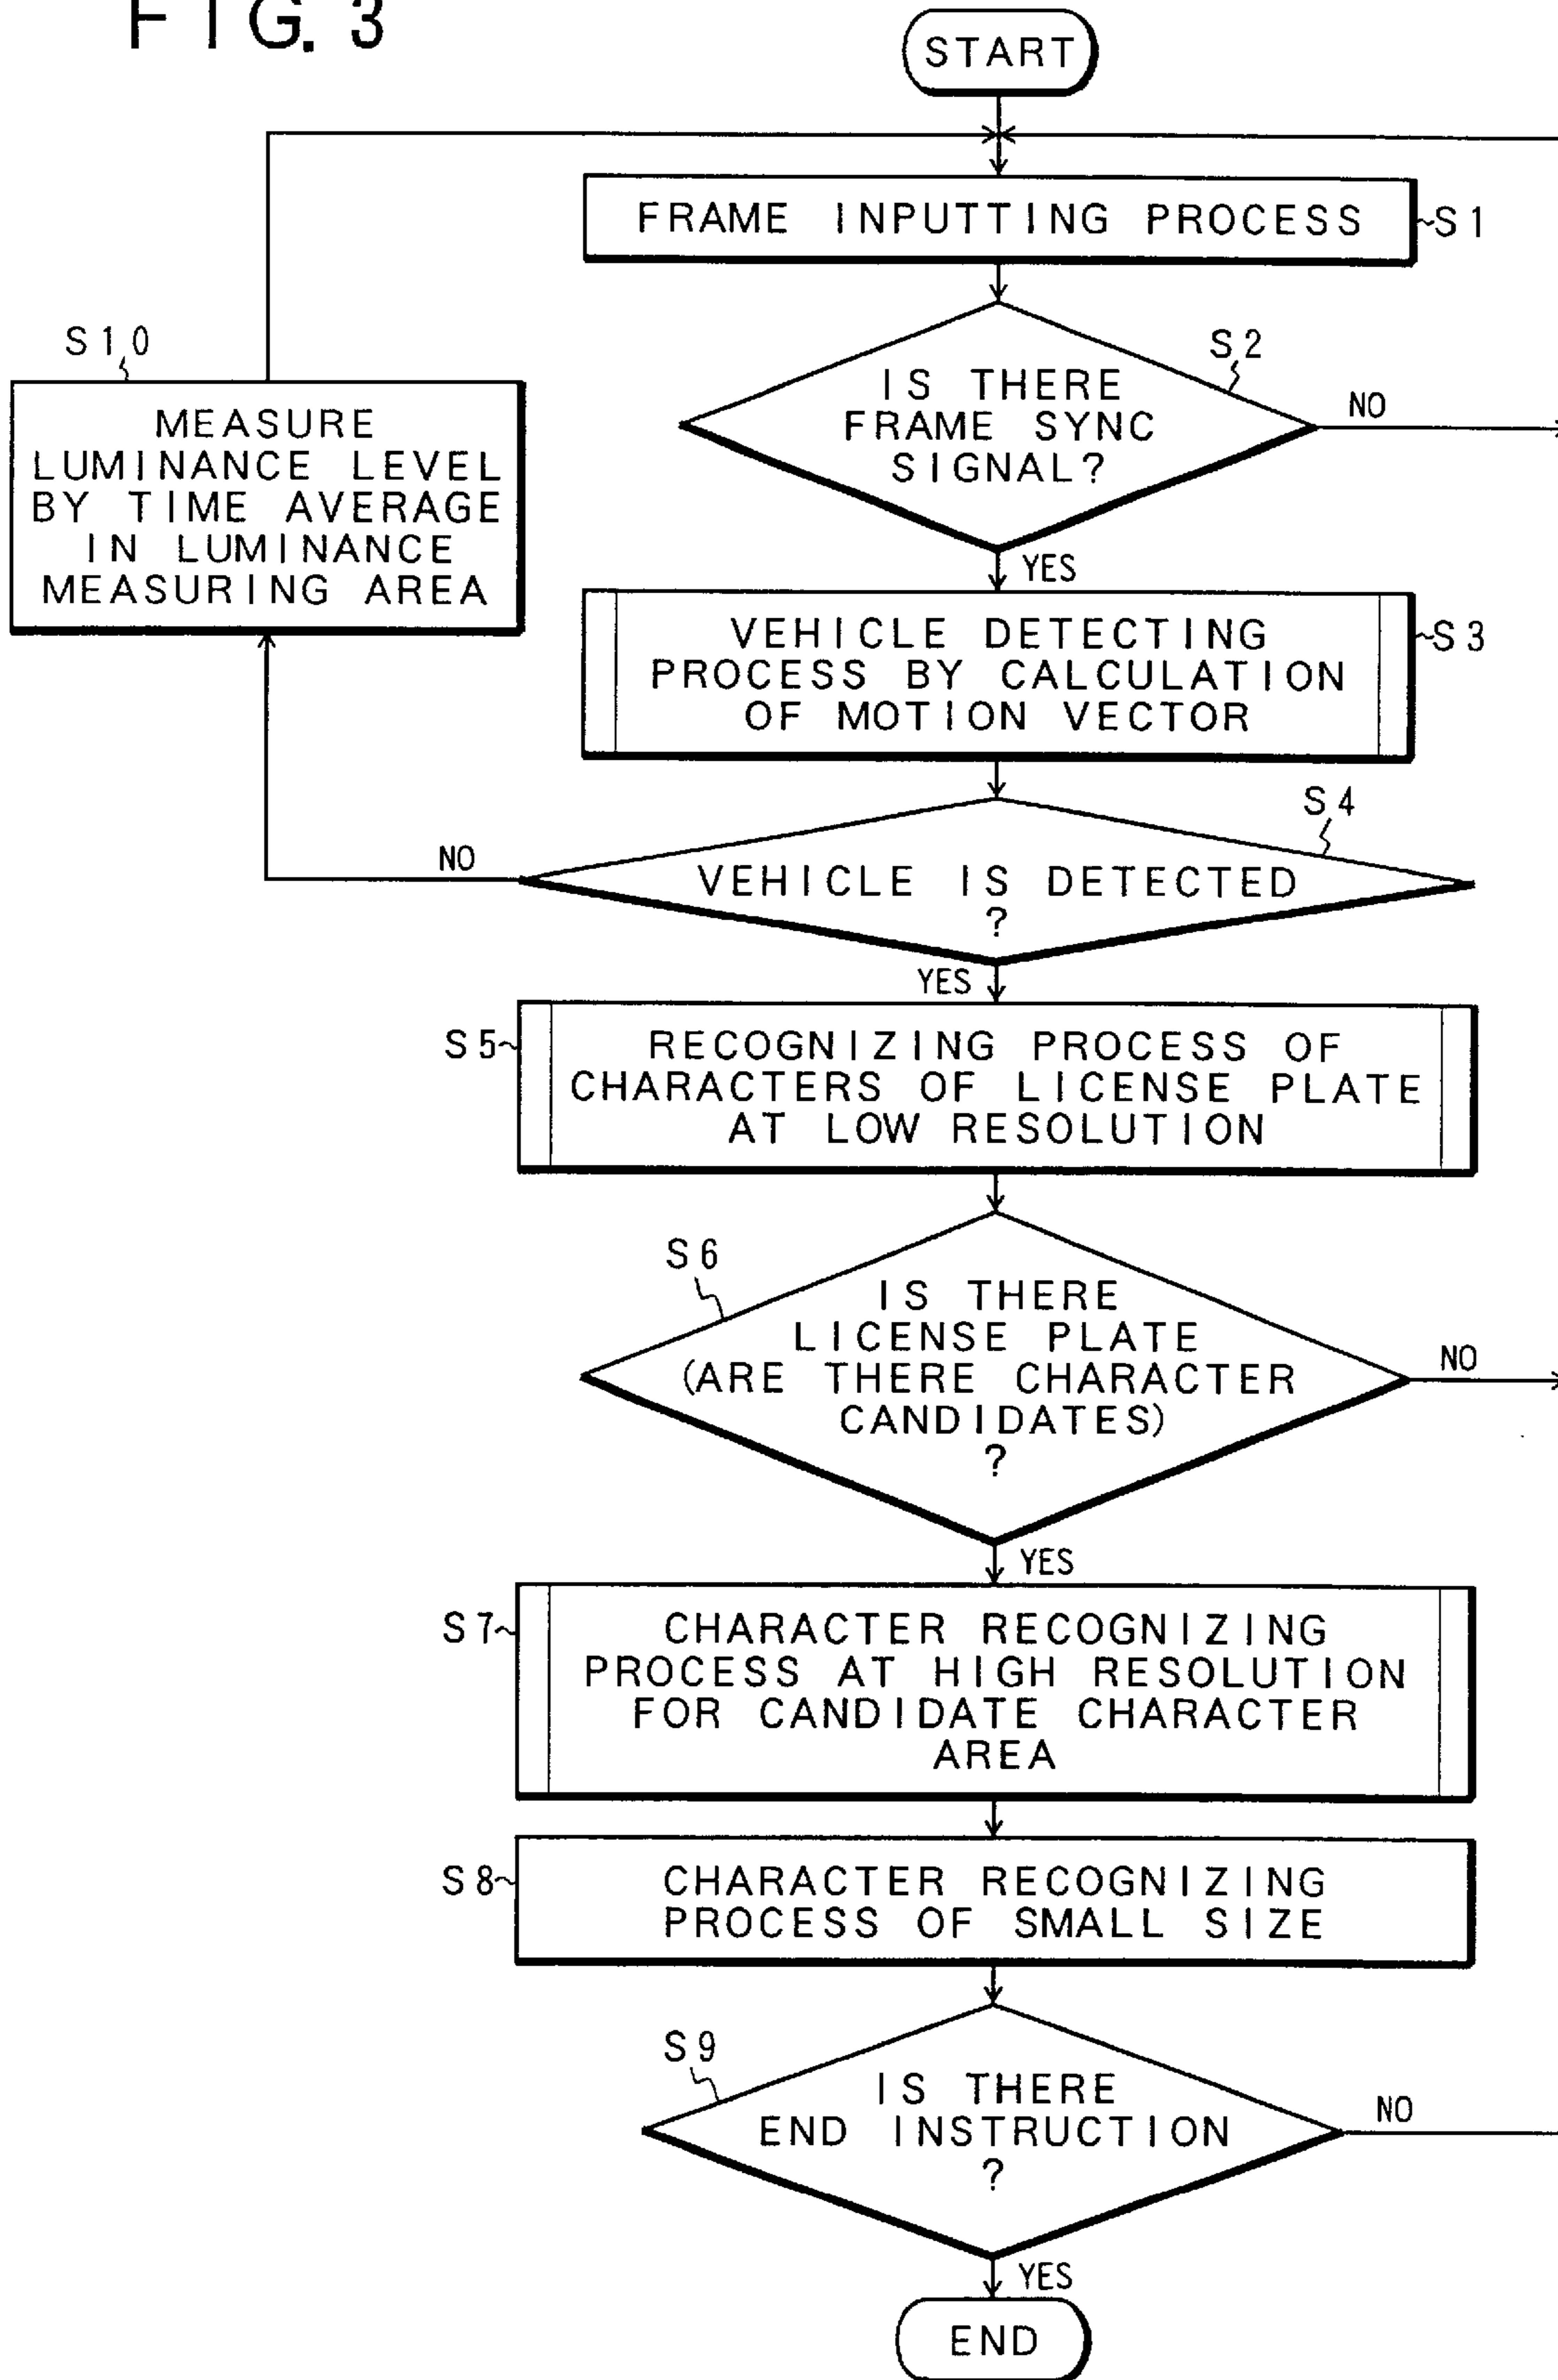 FIG. 3
START
FRAME INPUTTING PROCESS
S1
IS THERE
FRAME SYNC
SIGNAL?
S2
NO
YES
S10
MEASURE
LUMINANCE LEVEL
BY TIME AVERAGE
IN LUMINANCE
MEASURING AREA
VEHICLE DETECTING
PROCESS BY CALCULATION
OF MOTION VECTOR
S3
S4
NO
VEHICLE IS DETECTED
?
YES
S5
RECOGNIZING PROCESS OF
CHARACTERS OF LICENSE PLATE
AT LOW RESOLUTION
S6
IS THERE
LICENSE PLATE
(ARE THERE CHARACTER
CANDIDATES)
?
NO
YES
S7
CHARACTER RECOGNIZING
PROCESS AT HIGH RESOLUTION
FOR CANDIDATE CHARACTER
AREA
S8
CHARACTER RECOGNIZING
PROCESS OF SMALL SIZE
S9
IS THERE
END INSTRUCTION
?
NO
YES
END